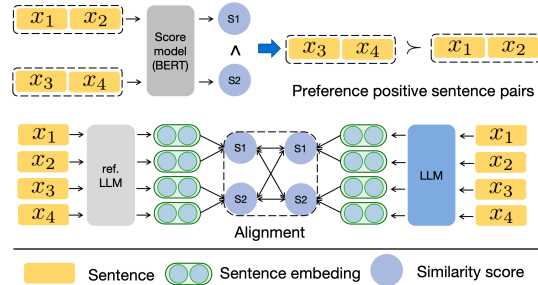 x1 x2
Score model (BERT)
S1
<
S2
x3 x4
x3 x4 ≻ x1 x2
Preference positive sentence pairs
x1
x2
x3
x4
ref. LLM
S1 S1
S2 S2
LLM
x1
x2
x3
x4
Alignment
Sentence
Sentence embeding
Similarity score